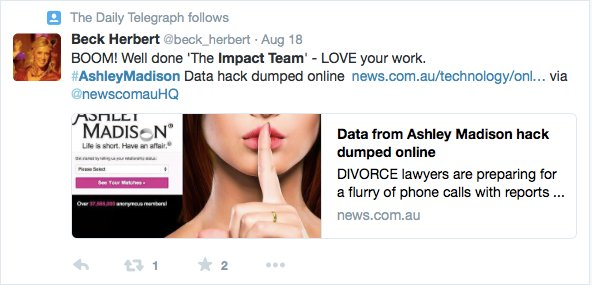 The Daily Telegraph follows
Beck Herbert @beck_herbert · Aug 18
BOOM! Well done 'The Impact Team' - LOVE your work.
#AshleyMadison Data hack dumped online news.com.au/technology/onl... via
@newscomauHQ
ASHLEY
MADISON®
Life is short. Have an affair.®
Get started by telling us your relationship status:
Please Select
See Your Matches »
Over 37,565,000 anonymous members!
Data from Ashley Madison hack
dumped online
DIVORCE lawyers are preparing for
a flurry of phone calls with reports ...
news.com.au
1
2